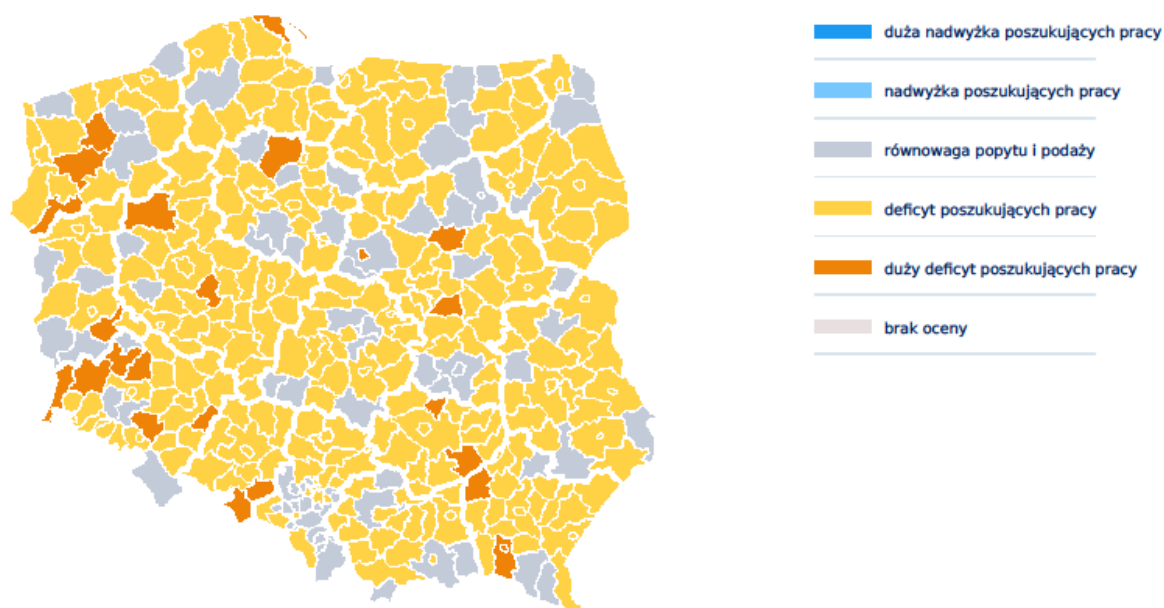 duża nadwyżka poszukujących pracy
nadwyżka poszukujących pracy
równowaga popytu i podaży
deficyt poszukujących pracy
duży deficyt poszukujących pracy
brak oceny